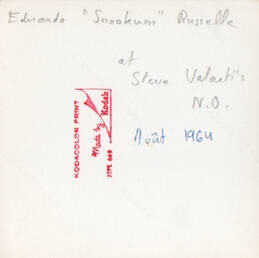 Eduardo "Snookum" Russelle
at
Steve Valenti's
N.O.
Août 1964
KODACOLOR PRINT
Made by Kodak